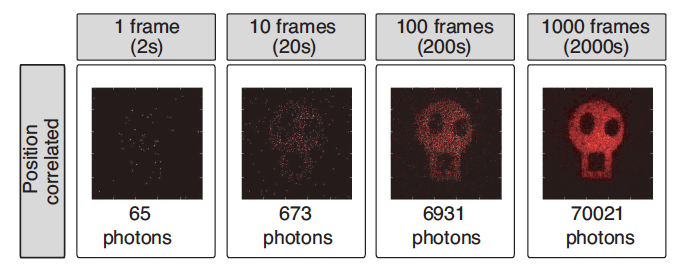 1 frame
(2s)
10 frames
(20s)
100 frames
(200s)
1000 frames
(2000s)
Position
correlated
65
photons
673
photons
6931
photons
70021
photons